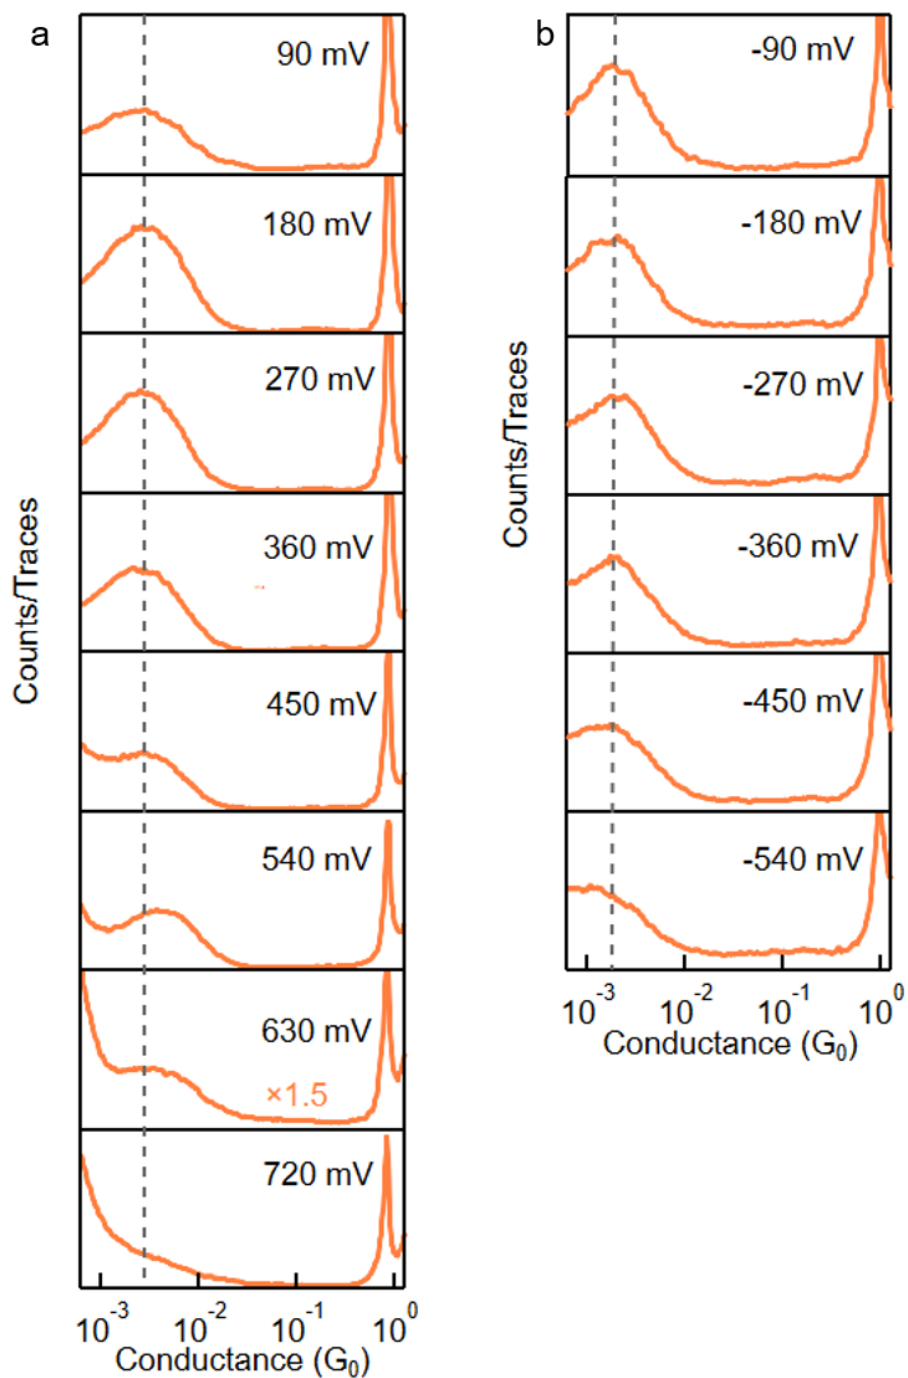 a
90 mV
180 mV
270 mV
360 mV
450 mV
540 mV
630 mV
×1.5
720 mV
Counts/Traces
10⁻³ 10⁻² 10⁻¹ 10⁰
Conductance (G₀)
b
-90 mV
-180 mV
-270 mV
-360 mV
-450 mV
-540 mV
Counts/Traces
10⁻³ 10⁻² 10⁻¹ 10⁰
Conductance (G₀)